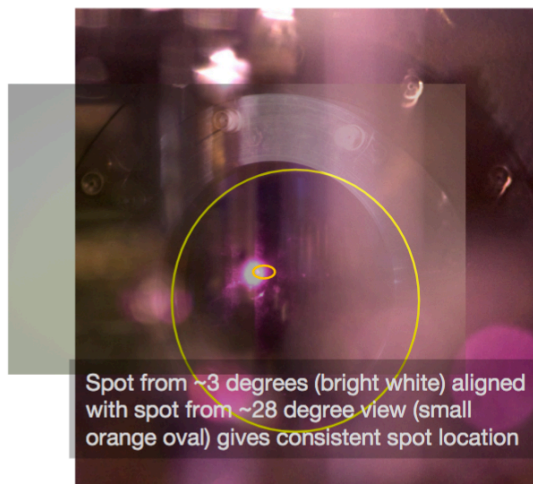 Spot from ~3 degrees (bright white) aligned
with spot from ~28 degree view (small
orange oval) gives consistent spot location